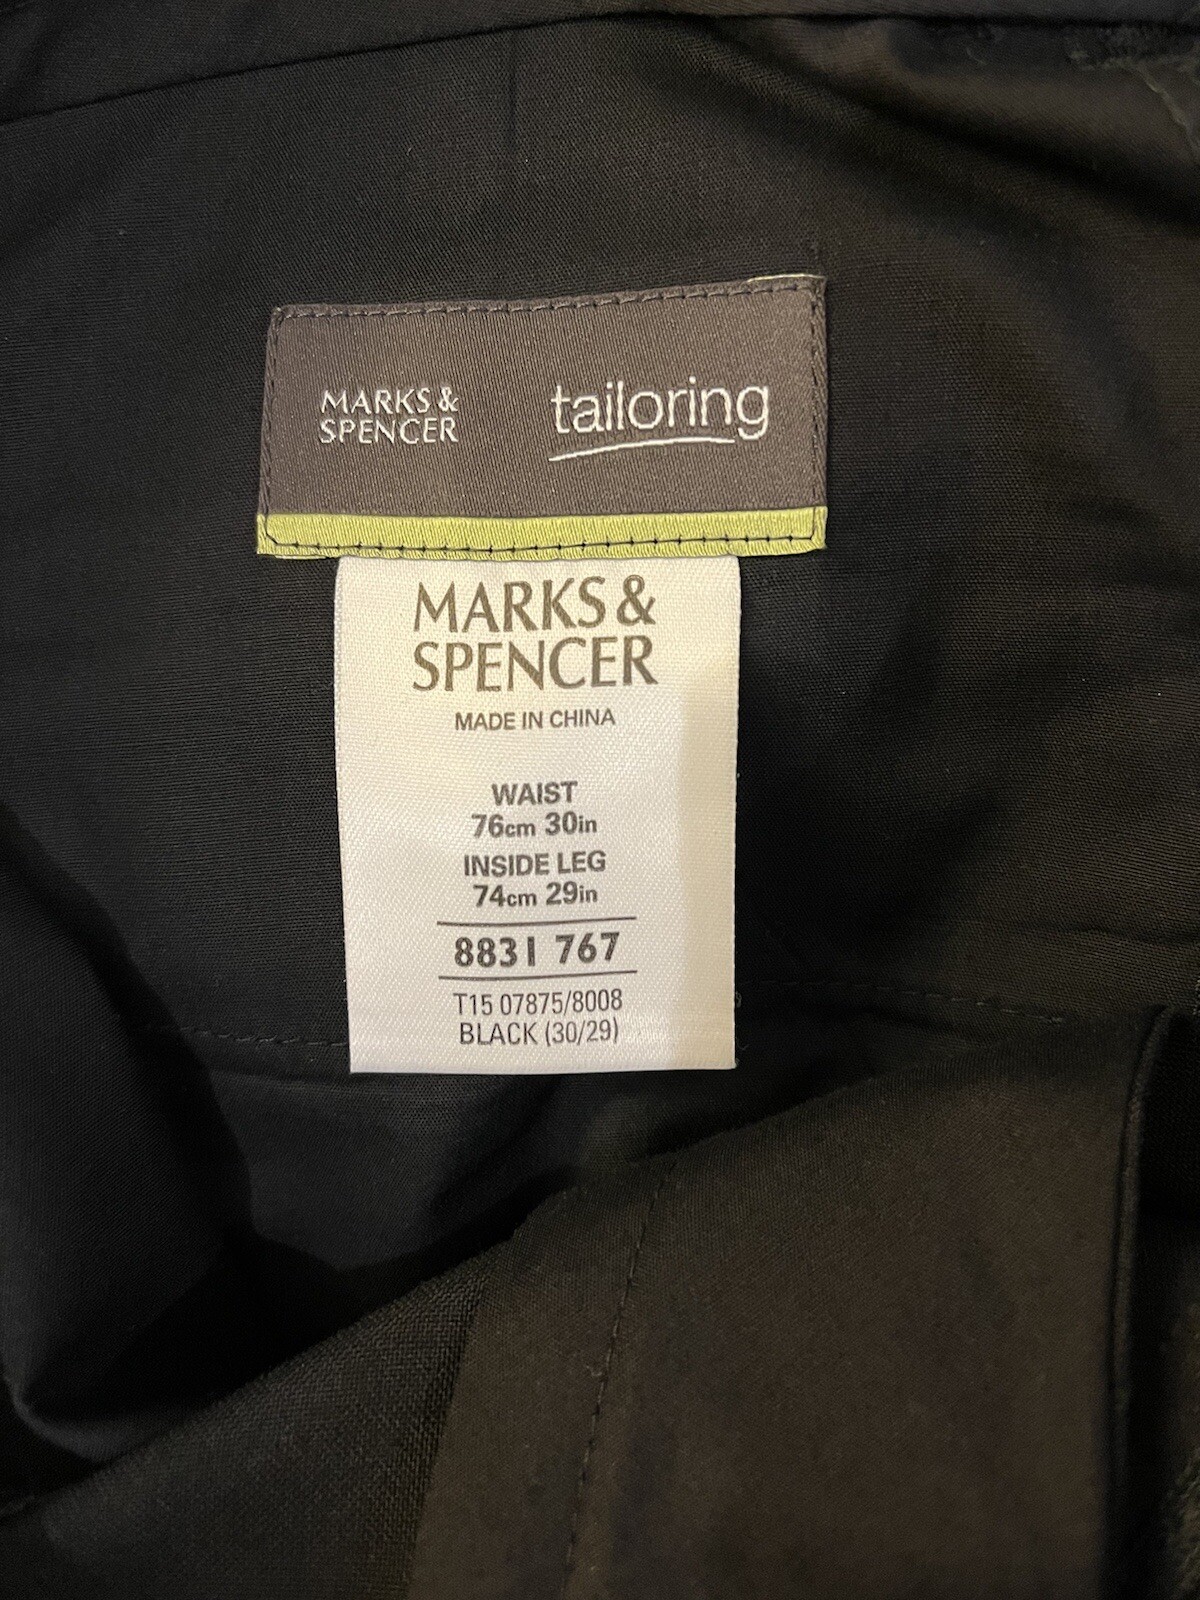 MARKS &
SPENCER
tailoring
MARKS &
SPENCER
MADE IN CHINA
WAIST
76cm 30in
INSIDE LEG
74cm 29in
8831 767
T15 07875/8008
BLACK (30/29)